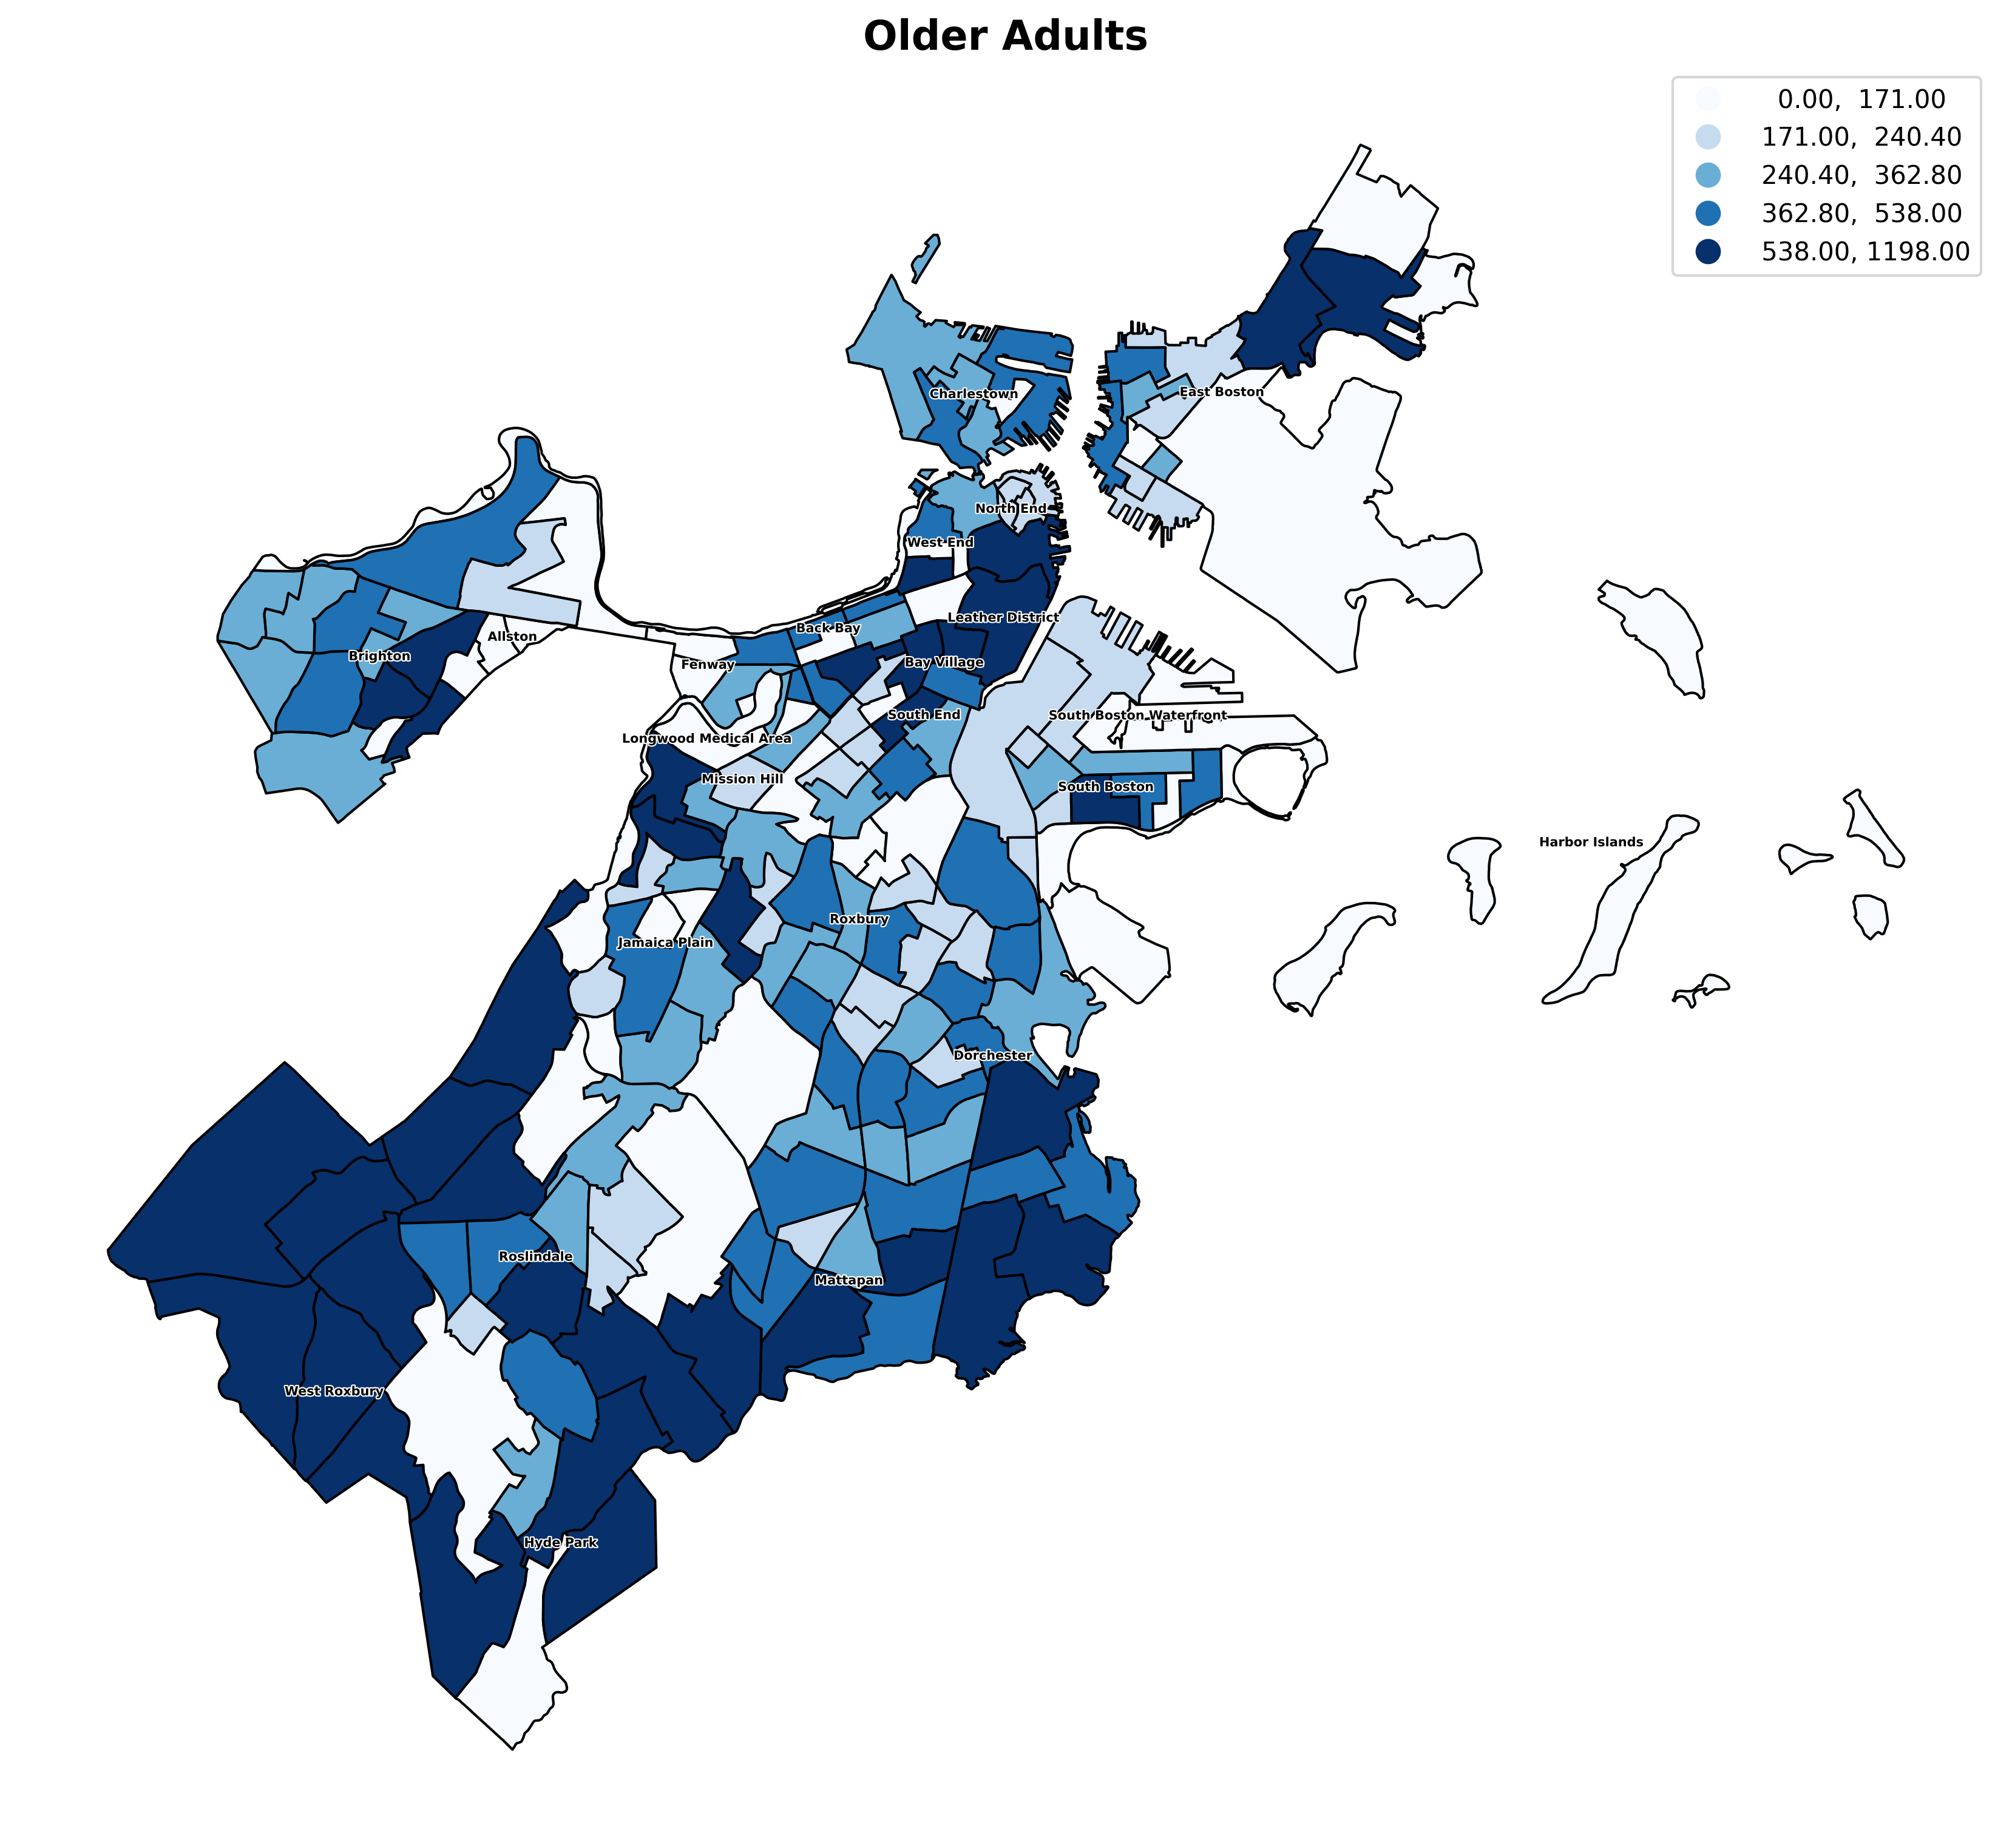 Older Adults
0.00, 171.00
171.00, 240.40
240.40, 362.80
362.80, 538.00
538.00, 1198.00
East Boston
Charlestown
North End
West End
Leather District
Back Bay
Allston
Brighton
Fenway
Bay Village
South End
South Boston Waterfront
Longwood Medical Area
Mission Hill
South Boston
Harbor Islands
Roxbury
Jamaica Plain
Dorchester
Roslindale
Mattapan
West Roxbury
Hyde Park